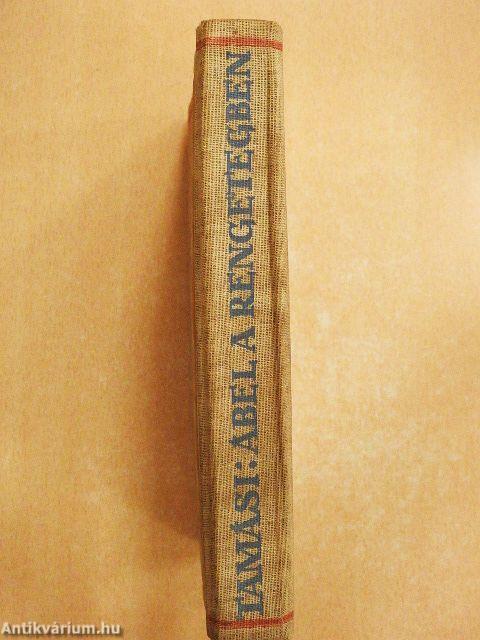 TAMÁSI: ÁBEL A RENGETEGBEN
Antikvárium.hu